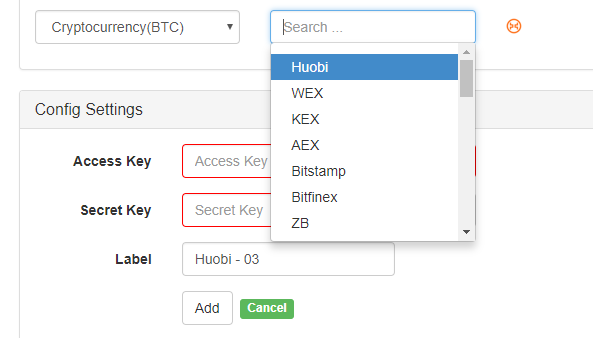 Cryptocurrency(BTC)
Search ...
Huobi
WEX
KEX
AEX
Bitstamp
Bitfinex
ZB
Config Settings
Access Key
Access Key
Secret Key
Secret Key
Label
Huobi - 03
Add
Cancel